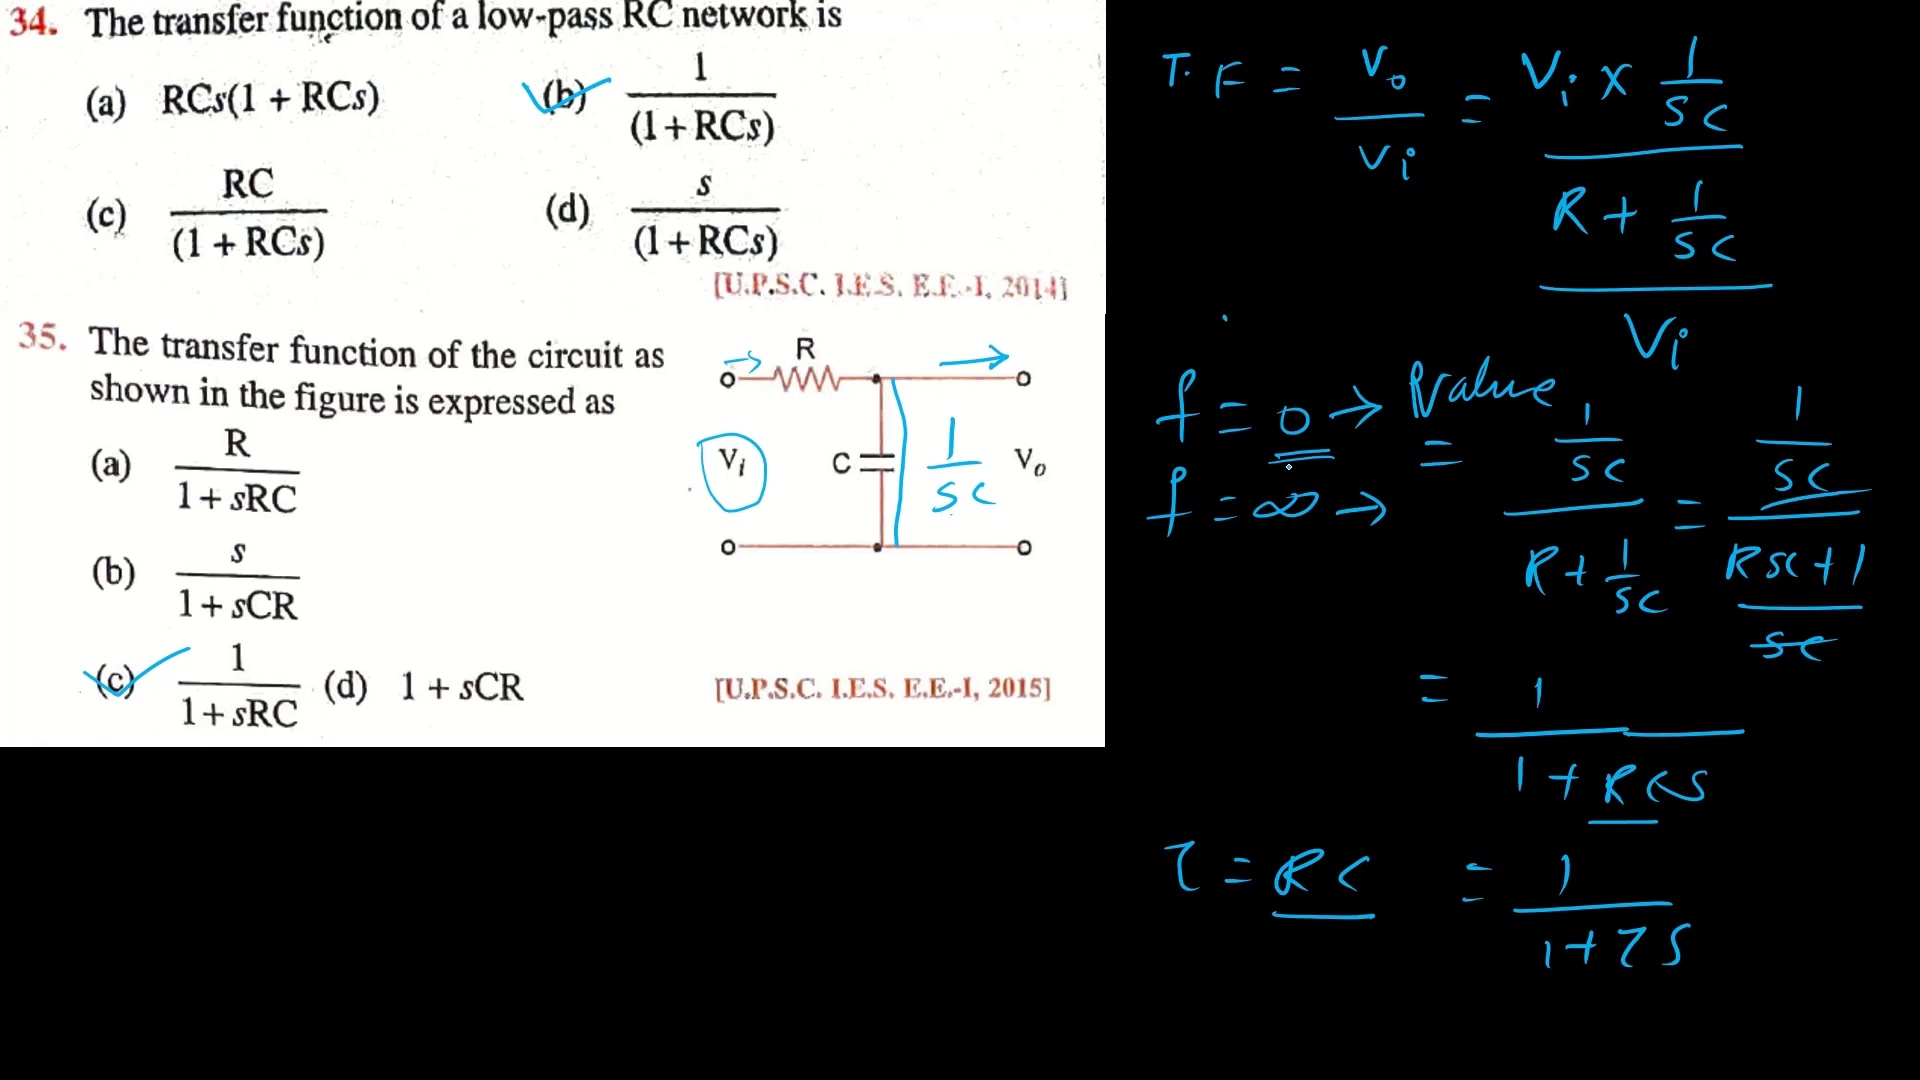 34. The transfer function of a low-pass RC network is
(a) RCs(1 + RCs) (b) 1/(1 + RCs)
(c) RC/(1 + RCs) (d) s/(1 + RCs)
[U.P.S.C. I.E.S. E.E.-I, 2014]
35. The transfer function of the circuit as
shown in the figure is expressed as
(a) R/1 + sRC
(b) s/1 + sCR
(c) 1/1 + sRC (d) 1 + sCR
[U.P.S.C. I.E.S. E.E.-I, 2015]
R
Vi C 1/SC Vo
T.F = Vo/Vi = Vi × 1/SC
R + 1/SC
Vi
f = 0 → value
f = ∞ →
= 1/SC / R + 1/SC = 1/SC / RSC + 1/SC
= 1/1 + RCS
τ = RC = 1/1 + τS